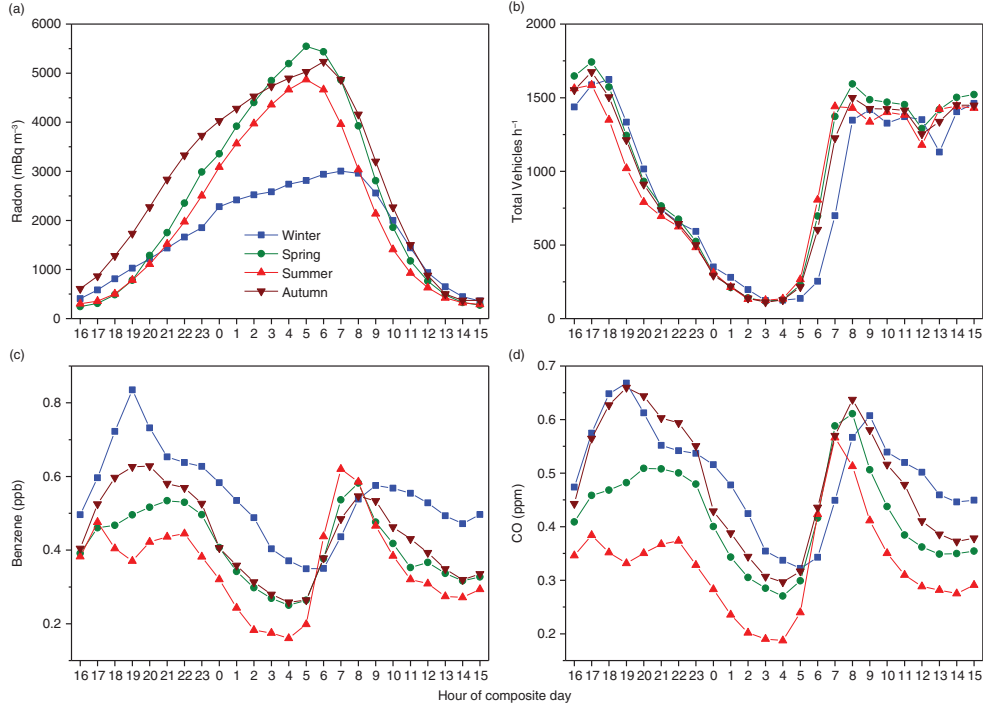 (a)
6000
5000
4000
3000
2000
1000
0
Radon (mBq m⁻³)
Winter
Spring
Summer
Autumn
16 17 18 19 20 21 22 23 0 1 2 3 4 5 6 7 8 9 10 11 12 13 14 15
(b)
2000
1500
1000
500
0
Total Vehicles h⁻¹
16 17 18 19 20 21 22 23 0 1 2 3 4 5 6 7 8 9 10 11 12 13 14 15
(c)
0.8
0.6
0.4
0.2
Benzene (ppb)
16 17 18 19 20 21 22 23 0 1 2 3 4 5 6 7 8 9 10 11 12 13 14 15
(d)
0.7
0.6
0.5
0.4
0.3
0.2
CO (ppm)
16 17 18 19 20 21 22 23 0 1 2 3 4 5 6 7 8 9 10 11 12 13 14 15
Hour of composite day